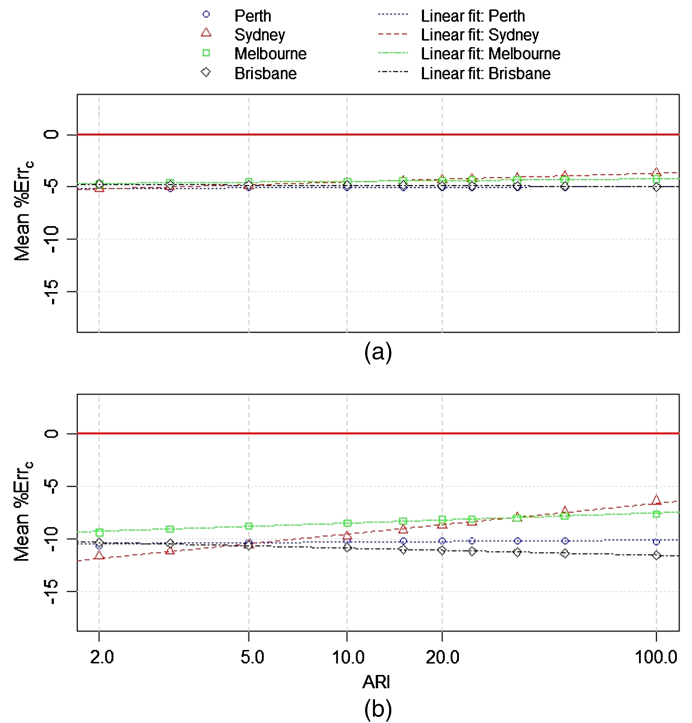 Perth
Linear fit: Perth
Sydney
Linear fit: Sydney
Melbourne
Linear fit: Melbourne
Brisbane
Linear fit: Brisbane
0
-5
-10
-15
Mean %Errc
(a)
0
-5
-10
-15
Mean %Errc
2.0
5.0
10.0
20.0
100.0
ARI
(b)